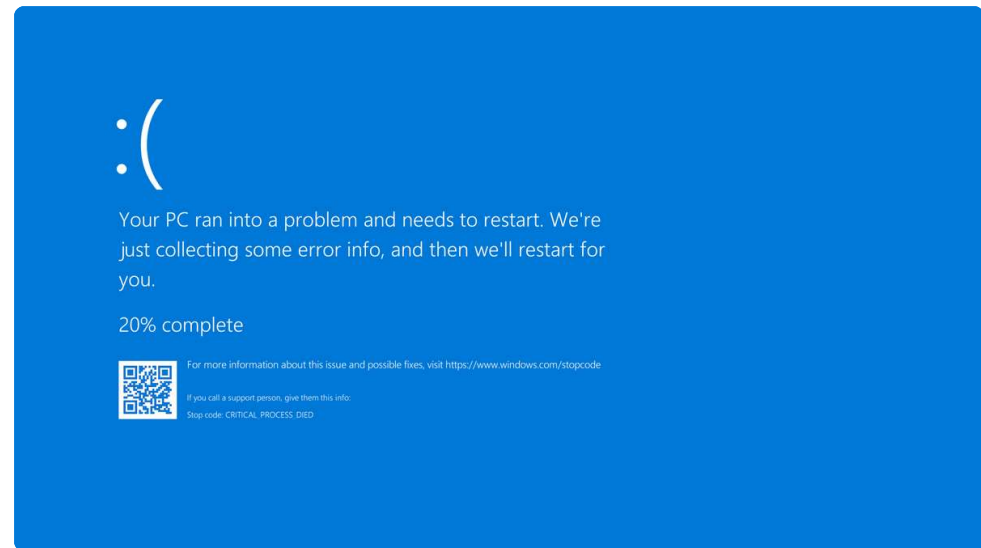 :(
Your PC ran into a problem and needs to restart. We're
just collecting some error info, and then we'll restart for
you.
20% complete
For more information about this issue and possible fixes, visit https://www.windows.com/stopcode
If you call a support person, give them this info:
Stop code: CRITICAL_PROCESS_DIED